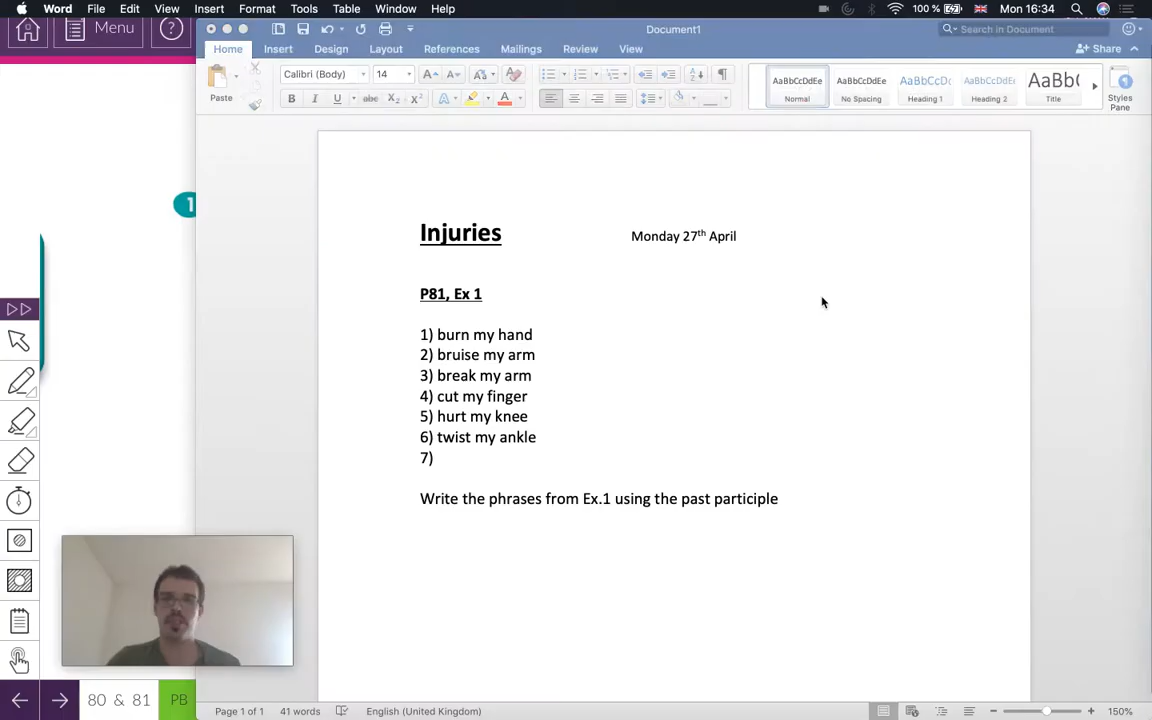 Word File Edit View Insert Format Tools Table Window Help 100 % Mon 16:34
Menu
Document1
Search in Document
Home Insert Design Layout References Mailings Review View
Share
Paste
Calibri (Body) 14
B I U abc X₂ X²
AaBbCcDdEe AaBbCcDdEe AaBbCcDc AaBbCcDdEe AaBb(
Normal No Spacing Heading 1 Heading 2 Title
Styles Pane
1
Injuries
Monday 27th April
P81, Ex 1
1) burn my hand
2) bruise my arm
3) break my arm
4) cut my finger
5) hurt my knee
6) twist my ankle
7)
Write the phrases from Ex.1 using the past participle
80 & 81 PB
Page 1 of 1 41 words English (United Kingdom) 150%